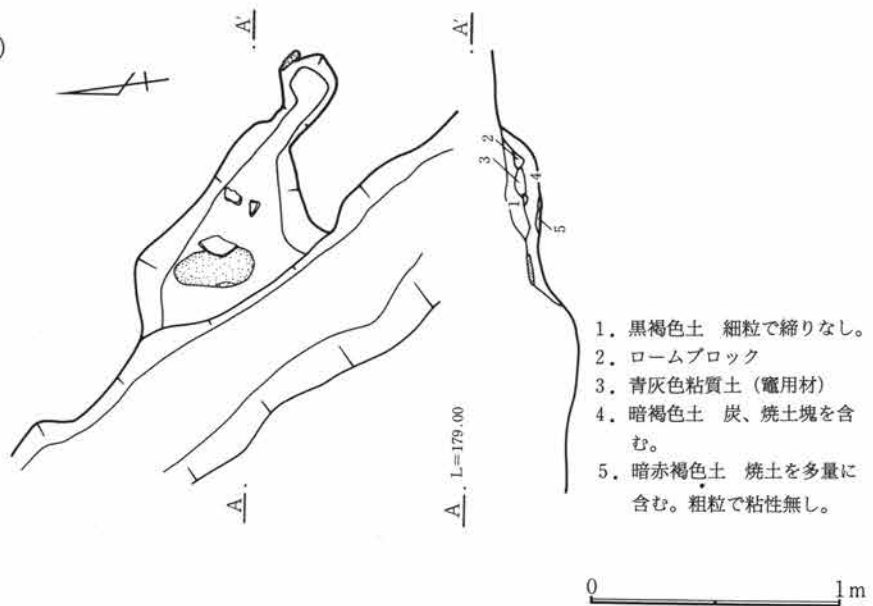 )
A'
A'
2
3
4
1
5
A
A
L=179.00
1. 黒褐色土 細粒で締りなし。
2. ロームブロック
3. 青灰色粘質土(竈用材)
4. 暗褐色土 炭、焼土塊を含
む。
5. 暗赤褐色土 焼土を多量に
含む。粗粒で粘性無し。
0
1m